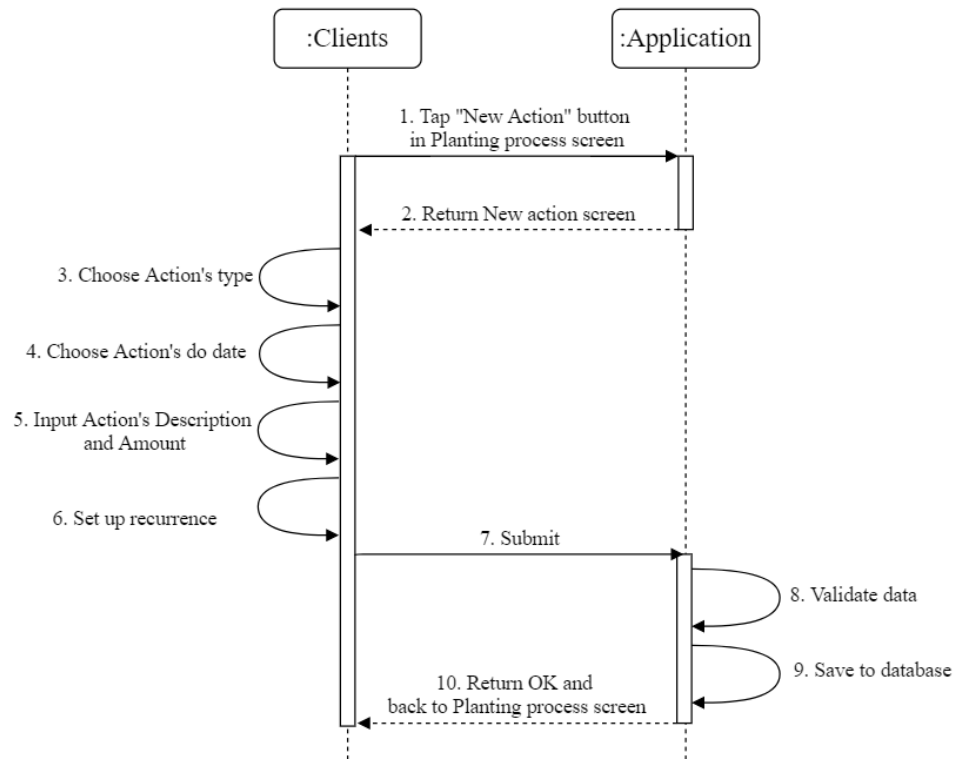 :Clients
:Application
1. Tap "New Action" button
in Planting process screen
2. Return New action screen
3. Choose Action's type
4. Choose Action's do date
5. Input Action's Description
and Amount
6. Set up recurrence
7. Submit
8. Validate data
9. Save to database
10. Return OK and
back to Planting process screen